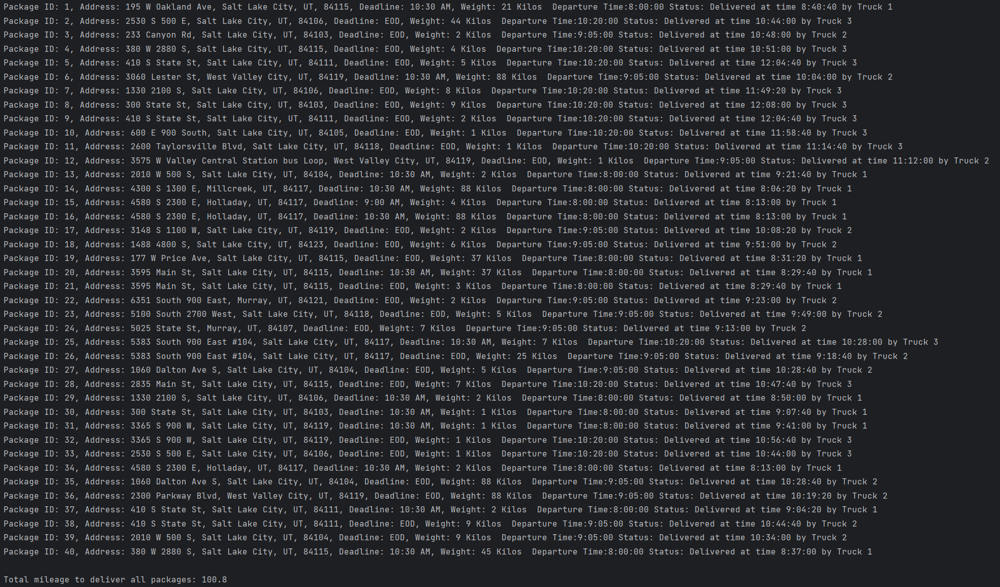 Package ID: 1, Address: 195 W Oakland Ave, Salt Lake City, UT, 84115, Deadline: 10:30 AM, Weight: 21 Kilos  Departure Time:8:00:00 Status: Delivered at time 8:40:40 by Truck 1
Package ID: 2, Address: 2530 S 500 E, Salt Lake City, UT, 84106, Deadline: EOD, Weight: 44 Kilos  Departure Time:10:20:00 Status: Delivered at time 10:44:00 by Truck 3
Package ID: 3, Address: 233 Canyon Rd, Salt Lake City, UT, 84103, Deadline: EOD, Weight: 2 Kilos  Departure Time:9:05:00 Status: Delivered at time 10:48:00 by Truck 2
Package ID: 4, Address: 380 W 2880 S, Salt Lake City, UT, 84115, Deadline: EOD, Weight: 4 Kilos  Departure Time:10:20:00 Status: Delivered at time 10:51:00 by Truck 3
Package ID: 5, Address: 410 S State St, Salt Lake City, UT, 84111, Deadline: EOD, Weight: 5 Kilos  Departure Time:10:20:00 Status: Delivered at time 12:04:40 by Truck 3
Package ID: 6, Address: 3060 Lester St, West Valley City, UT, 84119, Deadline: 10:30 AM, Weight: 88 Kilos  Departure Time:9:05:00 Status: Delivered at time 10:04:00 by Truck 2
Package ID: 7, Address: 1330 2100 S, Salt Lake City, UT, 84106, Deadline: EOD, Weight: 8 Kilos  Departure Time:10:20:00 Status: Delivered at time 11:49:20 by Truck 3
Package ID: 8, Address: 300 State St, Salt Lake City, UT, 84103, Deadline: EOD, Weight: 9 Kilos  Departure Time:10:20:00 Status: Delivered at time 12:08:00 by Truck 3
Package ID: 9, Address: 410 S State St, Salt Lake City, UT, 84111, Deadline: EOD, Weight: 2 Kilos  Departure Time:10:20:00 Status: Delivered at time 12:04:40 by Truck 3
Package ID: 10, Address: 600 E 900 South, Salt Lake City, UT, 84105, Deadline: EOD, Weight: 1 Kilos  Departure Time:10:20:00 Status: Delivered at time 11:58:40 by Truck 3
Package ID: 11, Address: 2600 Taylorsville Blvd, Salt Lake City, UT, 84118, Deadline: EOD, Weight: 1 Kilos  Departure Time:10:20:00 Status: Delivered at time 11:14:40 by Truck 3
Package ID: 12, Address: 3575 W Valley Central Station bus Loop, West Valley City, UT, 84119, Deadline: EOD, Weight: 1 Kilos  Departure Time:9:05:00 Status: Delivered at time 11:12:00 by Truck 2
Package ID: 13, Address: 2010 W 500 S, Salt Lake City, UT, 84104, Deadline: 10:30 AM, Weight: 2 Kilos  Departure Time:8:00:00 Status: Delivered at time 9:21:40 by Truck 1
Package ID: 14, Address: 4300 S 1300 E, Millcreek, UT, 84117, Deadline: 10:30 AM, Weight: 88 Kilos  Departure Time:8:00:00 Status: Delivered at time 8:06:20 by Truck 1
Package ID: 15, Address: 4580 S 2300 E, Holladay, UT, 84117, Deadline: 9:00 AM, Weight: 4 Kilos  Departure Time:8:00:00 Status: Delivered at time 8:13:00 by Truck 1
Package ID: 16, Address: 4580 S 2300 E, Holladay, UT, 84117, Deadline: 10:30 AM, Weight: 88 Kilos  Departure Time:8:00:00 Status: Delivered at time 8:13:00 by Truck 1
Package ID: 17, Address: 3148 S 1100 W, Salt Lake City, UT, 84119, Deadline: EOD, Weight: 2 Kilos  Departure Time:9:05:00 Status: Delivered at time 10:08:20 by Truck 2
Package ID: 18, Address: 1488 4800 S, Salt Lake City, UT, 84123, Deadline: EOD, Weight: 6 Kilos  Departure Time:9:05:00 Status: Delivered at time 9:51:00 by Truck 2
Package ID: 19, Address: 177 W Price Ave, Salt Lake City, UT, 84115, Deadline: EOD, Weight: 37 Kilos  Departure Time:8:00:00 Status: Delivered at time 8:31:20 by Truck 1
Package ID: 20, Address: 3595 Main St, Salt Lake City, UT, 84115, Deadline: 10:30 AM, Weight: 37 Kilos  Departure Time:8:00:00 Status: Delivered at time 8:29:40 by Truck 1
Package ID: 21, Address: 3595 Main St, Salt Lake City, UT, 84115, Deadline: EOD, Weight: 3 Kilos  Departure Time:8:00:00 Status: Delivered at time 8:29:40 by Truck 1
Package ID: 22, Address: 6351 South 900 East, Murray, UT, 84121, Deadline: EOD, Weight: 2 Kilos  Departure Time:9:05:00 Status: Delivered at time 9:23:00 by Truck 2
Package ID: 23, Address: 5100 South 2700 West, Salt Lake City, UT, 84118, Deadline: EOD, Weight: 5 Kilos  Departure Time:9:05:00 Status: Delivered at time 9:49:00 by Truck 2
Package ID: 24, Address: 5025 State St, Murray, UT, 84107, Deadline: EOD, Weight: 7 Kilos  Departure Time:9:05:00 Status: Delivered at time 9:13:00 by Truck 2
Package ID: 25, Address: 5383 South 900 East #104, Salt Lake City, UT, 84117, Deadline: 10:30 AM, Weight: 7 Kilos  Departure Time:10:20:00 Status: Delivered at time 10:28:00 by Truck 3
Package ID: 26, Address: 5383 South 900 East #104, Salt Lake City, UT, 84117, Deadline: EOD, Weight: 25 Kilos  Departure Time:9:05:00 Status: Delivered at time 9:18:40 by Truck 2
Package ID: 27, Address: 1060 Dalton Ave S, Salt Lake City, UT, 84104, Deadline: EOD, Weight: 5 Kilos  Departure Time:9:05:00 Status: Delivered at time 10:28:40 by Truck 2
Package ID: 28, Address: 2835 Main St, Salt Lake City, UT, 84115, Deadline: EOD, Weight: 7 Kilos  Departure Time:10:20:00 Status: Delivered at time 10:47:40 by Truck 3
Package ID: 29, Address: 1330 2100 S, Salt Lake City, UT, 84106, Deadline: 10:30 AM, Weight: 2 Kilos  Departure Time:8:00:00 Status: Delivered at time 8:50:00 by Truck 1
Package ID: 30, Address: 300 State St, Salt Lake City, UT, 84103, Deadline: 10:30 AM, Weight: 1 Kilos  Departure Time:8:00:00 Status: Delivered at time 9:07:40 by Truck 1
Package ID: 31, Address: 3365 S 900 W, Salt Lake City, UT, 84119, Deadline: 10:30 AM, Weight: 1 Kilos  Departure Time:8:00:00 Status: Delivered at time 9:41:00 by Truck 1
Package ID: 32, Address: 3365 S 900 W, Salt Lake City, UT, 84119, Deadline: EOD, Weight: 1 Kilos  Departure Time:10:20:00 Status: Delivered at time 10:56:40 by Truck 3
Package ID: 33, Address: 2530 S 500 E, Salt Lake City, UT, 84106, Deadline: EOD, Weight: 1 Kilos  Departure Time:10:20:00 Status: Delivered at time 10:44:00 by Truck 3
Package ID: 34, Address: 4580 S 2300 E, Holladay, UT, 84117, Deadline: 10:30 AM, Weight: 2 Kilos  Departure Time:8:00:00 Status: Delivered at time 8:13:00 by Truck 1
Package ID: 35, Address: 1060 Dalton Ave S, Salt Lake City, UT, 84104, Deadline: EOD, Weight: 88 Kilos  Departure Time:9:05:00 Status: Delivered at time 10:28:40 by Truck 2
Package ID: 36, Address: 2300 Parkway Blvd, West Valley City, UT, 84119, Deadline: EOD, Weight: 88 Kilos  Departure Time:9:05:00 Status: Delivered at time 10:19:20 by Truck 2
Package ID: 37, Address: 410 S State St, Salt Lake City, UT, 84111, Deadline: 10:30 AM, Weight: 2 Kilos  Departure Time:8:00:00 Status: Delivered at time 9:04:20 by Truck 1
Package ID: 38, Address: 410 S State St, Salt Lake City, UT, 84111, Deadline: EOD, Weight: 9 Kilos  Departure Time:9:05:00 Status: Delivered at time 10:44:40 by Truck 2
Package ID: 39, Address: 2010 W 500 S, Salt Lake City, UT, 84104, Deadline: EOD, Weight: 9 Kilos  Departure Time:9:05:00 Status: Delivered at time 10:34:00 by Truck 2
Package ID: 40, Address: 380 W 2880 S, Salt Lake City, UT, 84115, Deadline: 10:30 AM, Weight: 45 Kilos  Departure Time:8:00:00 Status: Delivered at time 8:37:00 by Truck 1
Total mileage to deliver all packages: 100.8